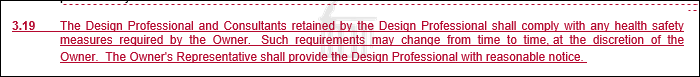 3.19 The Design Professional and Consultants retained by the Design Professional shall comply with any health safety
measures required by the Owner. Such requirements may change from time to time, at the discretion of the
Owner. The Owner's Representative shall provide the Design Professional with reasonable notice.